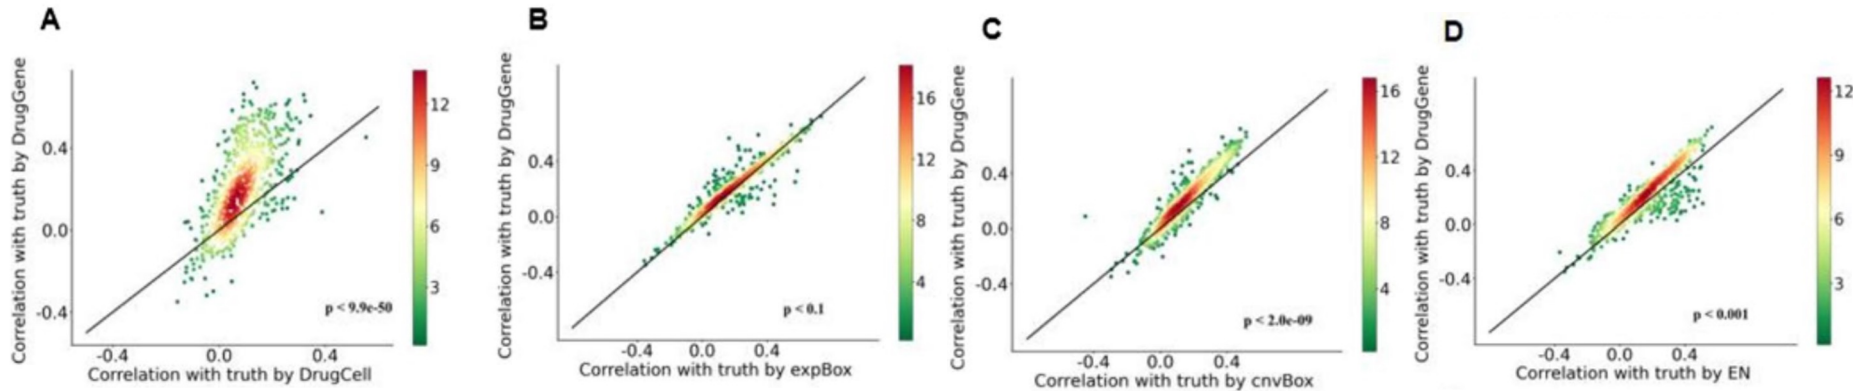 A
Correlation with truth by DrugGene
0.4
0.0
-0.4
-0.4 0.0 0.4
Correlation with truth by DrugCell
p < 9.9e-50
12
9
6
3
B
Correlation with truth by DrugGene
0.4
0.0
-0.4
-0.4 0.0 0.4
Correlation with truth by expBox
p < 0.1
16
12
8
4
C
Correlation with truth by DrugGene
0.4
0.0
-0.4
-0.4 0.0 0.4
Correlation with truth by cnvBox
p < 2.0e-09
16
12
8
4
D
Correlation with truth by DrugGene
0.4
0.0
-0.4
-0.4 0.0 0.4
Correlation with truth by EN
p < 0.001
12
9
6
3